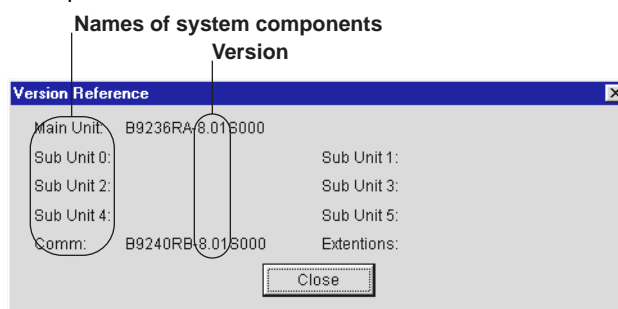 Names of system components
Version
Version Reference
Main Unit: B9236RA-8.01S000
Sub Unit 0: Sub Unit 1:
Sub Unit 2: Sub Unit 3:
Sub Unit 4: Sub Unit 5:
Comm: B9240RB-8.01S000 Extentions:
Close